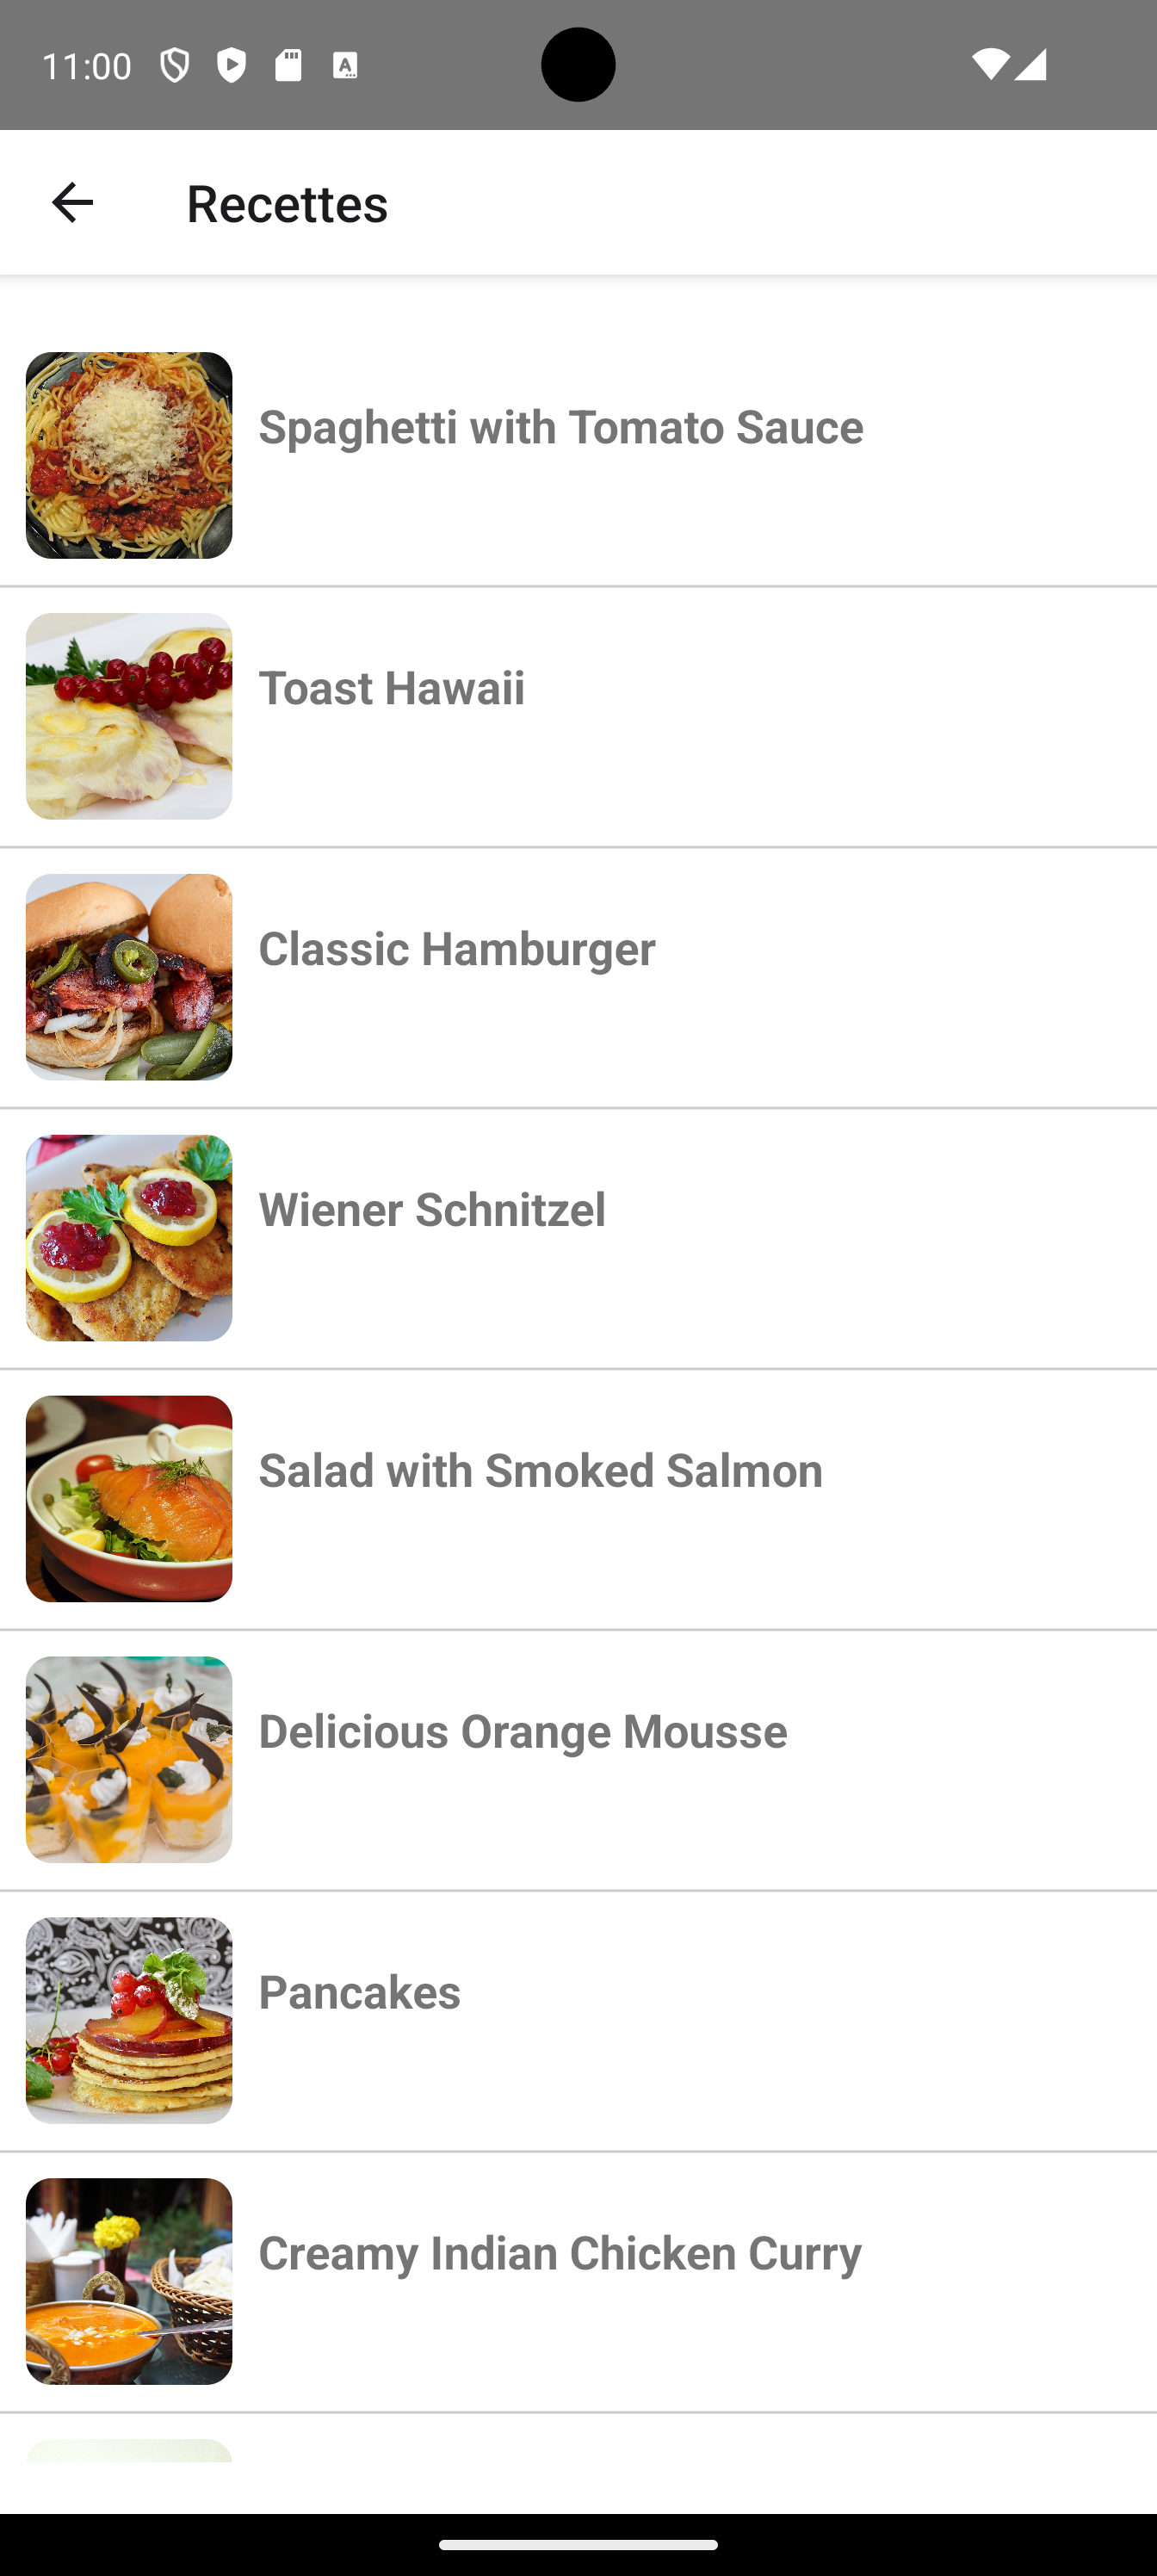 11:00
Recettes
Spaghetti with Tomato Sauce
Toast Hawaii
Classic Hamburger
Wiener Schnitzel
Salad with Smoked Salmon
Delicious Orange Mousse
Pancakes
Creamy Indian Chicken Curry